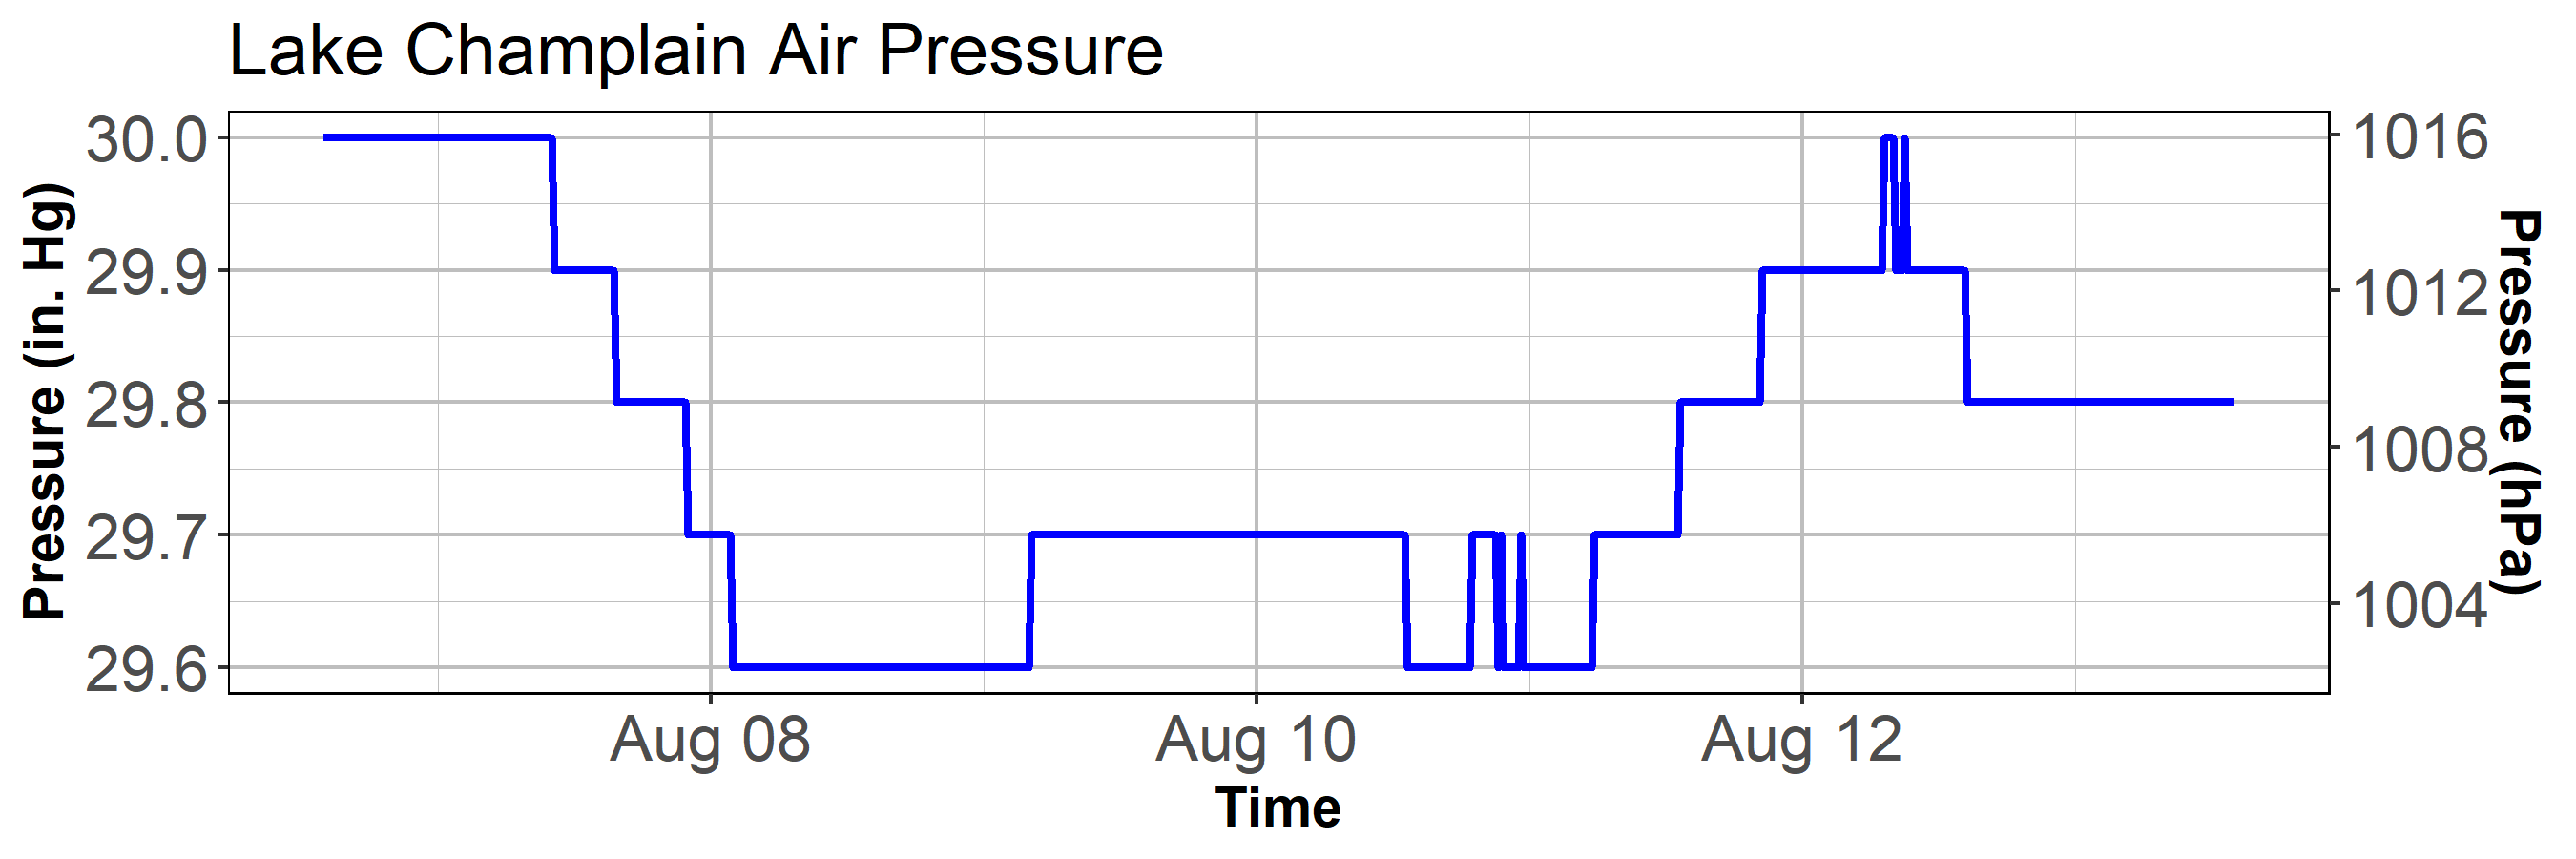 Lake Champlain Air Pressure
Pressure (in. Hg)
30.0
29.9
29.8
29.7
29.6
1016
1012
1008
1004
Pressure (hPa)
Aug 08 Aug 10 Aug 12
Time